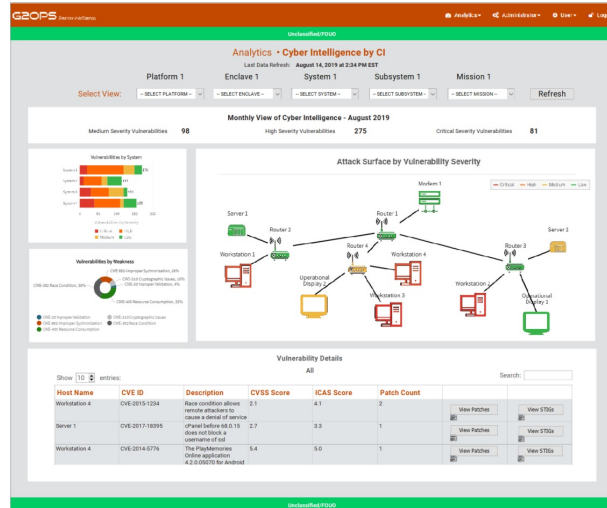 G2OPS
Analytics
Administrator
User
Log
Unclassified/FOUO
Analytics • Cyber Intelligence by CI
Last Data Refresh: August 14, 2019 at 2:34 PM EST
Platform 1 Enclave 1 System 1 Subsystem 1 Mission 1
Select View: -- SELECT PLATFORM -- -- SELECT ENCLAVE -- -- SELECT SYSTEM -- -- SELECT SUBSYSTEM -- -- SELECT MISSION -- Refresh
Monthly View of Cyber Intelligence - August 2019
Medium Severity Vulnerabilities 98 High Severity Vulnerabilities 275 Critical Severity Vulnerabilities 81
Vulnerabilities by System
Critical High
Medium Low
Vulnerabilities by Weakness
CWE-362 Race Condition
Attack Surface by Vulnerability Severity
Critical High Medium Low
Modem 1
Server 1
Router 2
Router 1
Server 2
Router 4
Router 3
Workstation 1
Workstation 4
Operational
Display 2
Workstation 2
Workstation 3
Operational
Display 1
Vulnerability Details
All
Show 10 entries:
Search:
Host Name CVE ID Description CVSS Score ICAS Score Patch Count
Workstation 4 CVE-2015-1234 Race condition allows 2.1 4.1 2
remote attackers to
cause a denial of service
View Patches View STIGs
Server 1 CVE-2017-18395 cPanel before 68.0.15 2.7 3.3 1
does not block a
username of ssl
View Patches View STIGs
Workstation 4 CVE-2014-5776 The PlayMemories 5.4 5.0 1
Online application
4.2.0.05070 for Android
View Patches View STIGs
Unclassified/FOUO